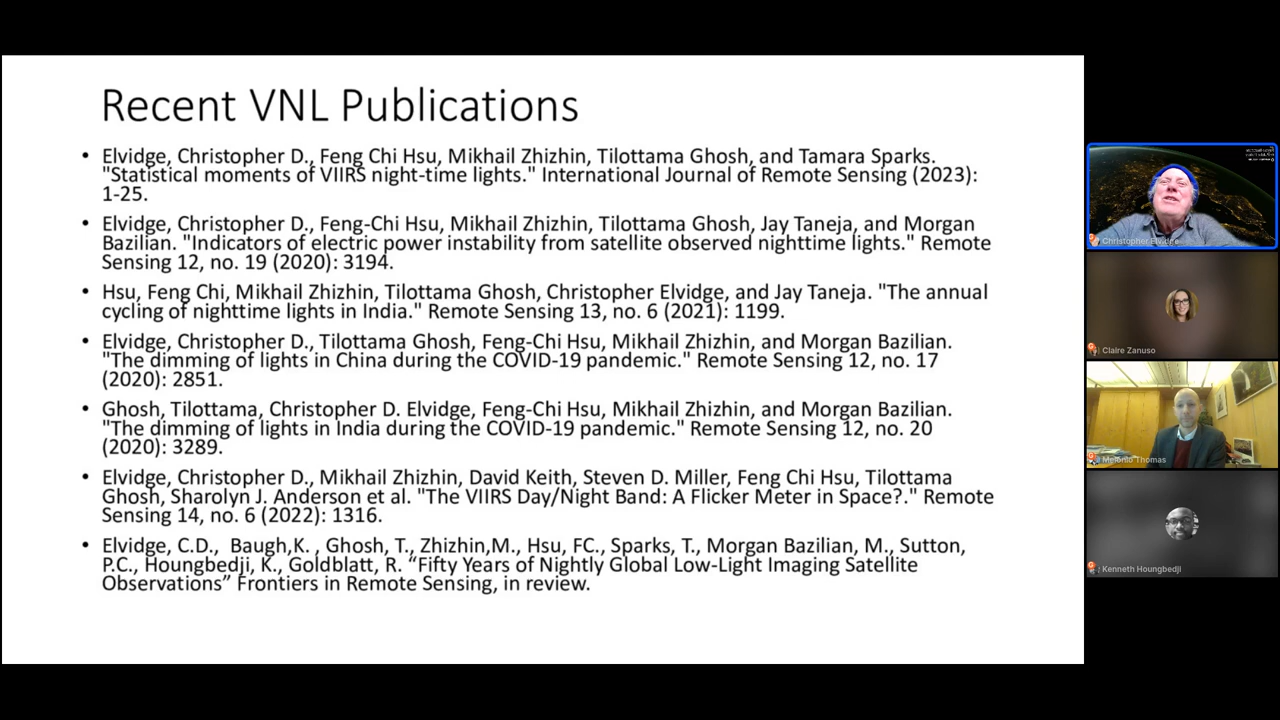 Recent VNL Publications
• Elvidge, Christopher D., Feng Chi Hsu, Mikhail Zhizhin, Tilottama Ghosh, and Tamara Sparks.
"Statistical moments of VIIRS night-time lights." International Journal of Remote Sensing (2023):
1-25.
• Elvidge, Christopher D., Feng-Chi Hsu, Mikhail Zhizhin, Tilottama Ghosh, Jay Taneja, and Morgan
Bazilian. "Indicators of electric power instability from satellite observed nighttime lights." Remote
Sensing 12, no. 19 (2020): 3194.
• Hsu, Feng Chi, Mikhail Zhizhin, Tilottama Ghosh, Christopher Elvidge, and Jay Taneja. "The annual
cycling of nighttime lights in India." Remote Sensing 13, no. 6 (2021): 1199.
• Elvidge, Christopher D., Tilottama Ghosh, Feng-Chi Hsu, Mikhail Zhizhin, and Morgan Bazilian.
"The dimming of lights in China during the COVID-19 pandemic." Remote Sensing 12, no. 17
(2020): 2851.
• Ghosh, Tilottama, Christopher D. Elvidge, Feng-Chi Hsu, Mikhail Zhizhin, and Morgan Bazilian.
"The dimming of lights in India during the COVID-19 pandemic." Remote Sensing 12, no. 20
(2020): 3289.
• Elvidge, Christopher D., Mikhail Zhizhin, David Keith, Steven D. Miller, Feng Chi Hsu, Tilottama
Ghosh, Sharolyn J. Anderson et al. "The VIIRS Day/Night Band: A Flicker Meter in Space?." Remote
Sensing 14, no. 6 (2022): 1316.
• Elvidge, C.D.,  Baugh,K. , Ghosh, T., Zhizhin,M., Hsu, FC., Sparks, T., Morgan Bazilian, M., Sutton,
P.C., Houngbedji, K., Goldblatt, R. “Fifty Years of Nightly Global Low-Light Imaging Satellite
Observations” Frontiers in Remote Sensing, in review.
Christopher Elvidge
Claire Zanuso
Melonio Thomas
Kenneth Houngbedji